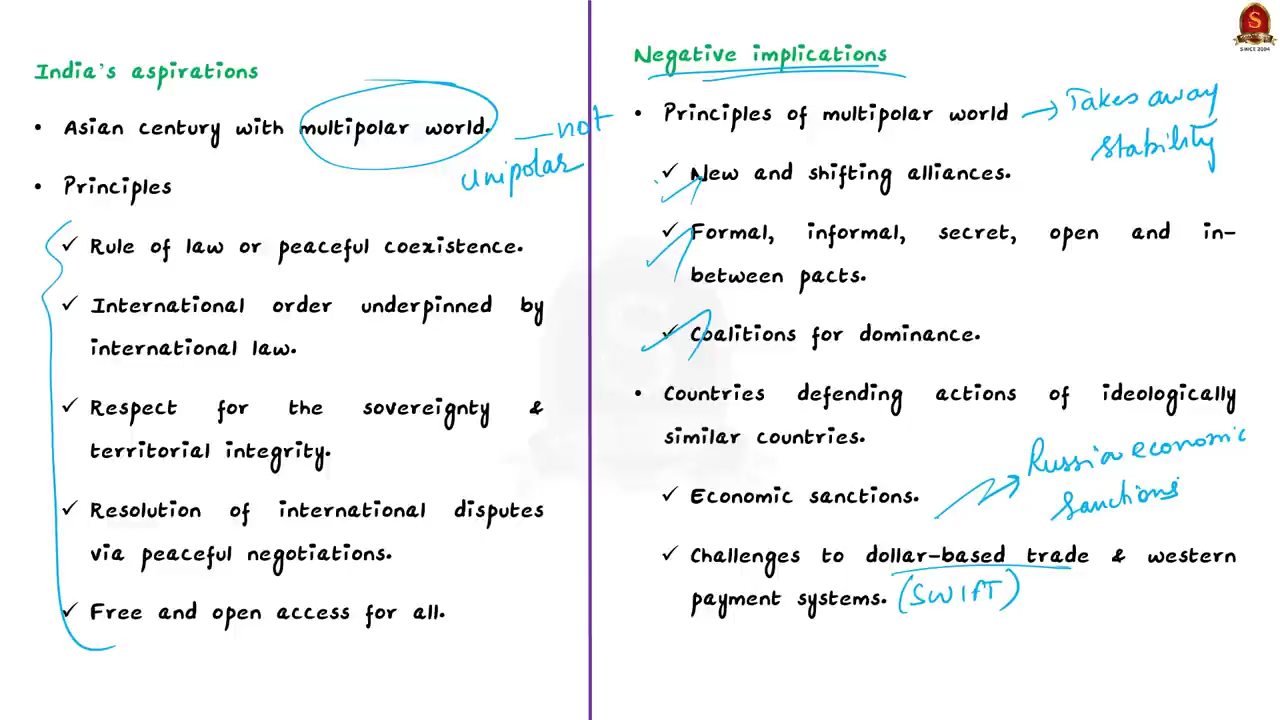 India's aspirations
• Asian century with multipolar world.
— not
unipolar
• Principles
✓ Rule of law or peaceful coexistence.
✓ International order underpinned by
international law.
✓ Respect for the sovereignty &
territorial integrity.
✓ Resolution of international disputes
via peaceful negotiations.
✓ Free and open access for all.
Negative implications
• Principles of multipolar world → Takes away
stability
✓ New and shifting alliances.
✓ Formal, informal, secret, open and in-
between pacts.
✓ Coalitions for dominance.
• Countries defending actions of ideologically
similar countries.
✓ Economic sanctions. → Russia economic
sanctions
✓ Challenges to dollar-based trade & western
payment systems. (SWIFT)
S
SINCE 2004